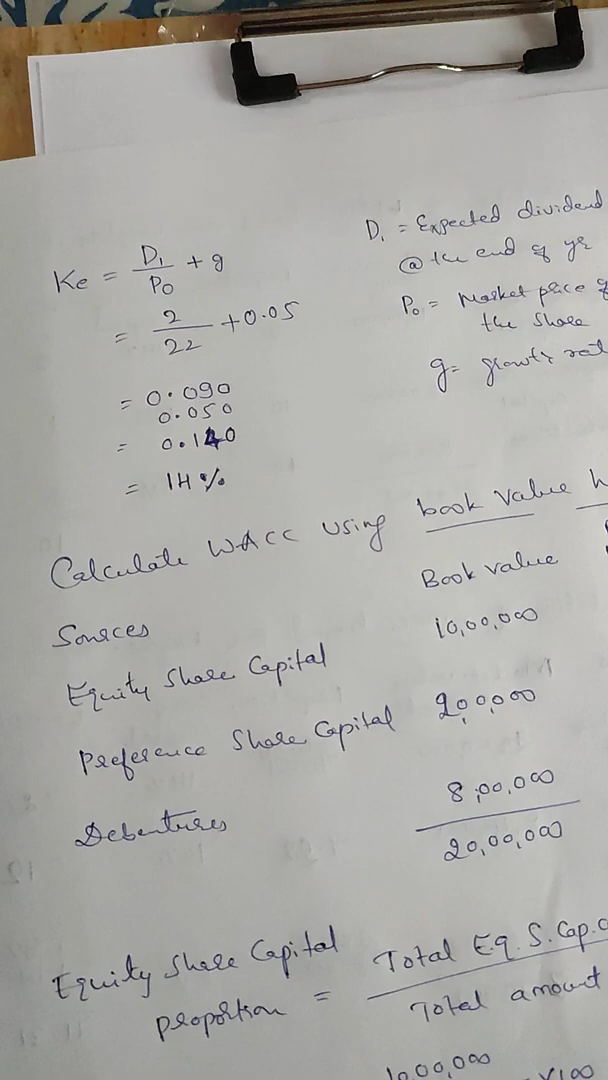 Ke = D₁/P₀ + g
= 2/22 + 0.05
= 0.090
0.050
= 0.140
= 14%
D₁ = Expected dividend
@ the end of yr
P₀ = Market price of
the share
g = growth
Calculate WACC using book value
Sources Book value
Equity Share Capital 10,00,000
Preference Share Capital 2,00,000
Debentures 8,00,000
20,00,000
Equity Share Capital
proportion = Total Eq. S. Cap.
Total amount
10,00,000 ×100